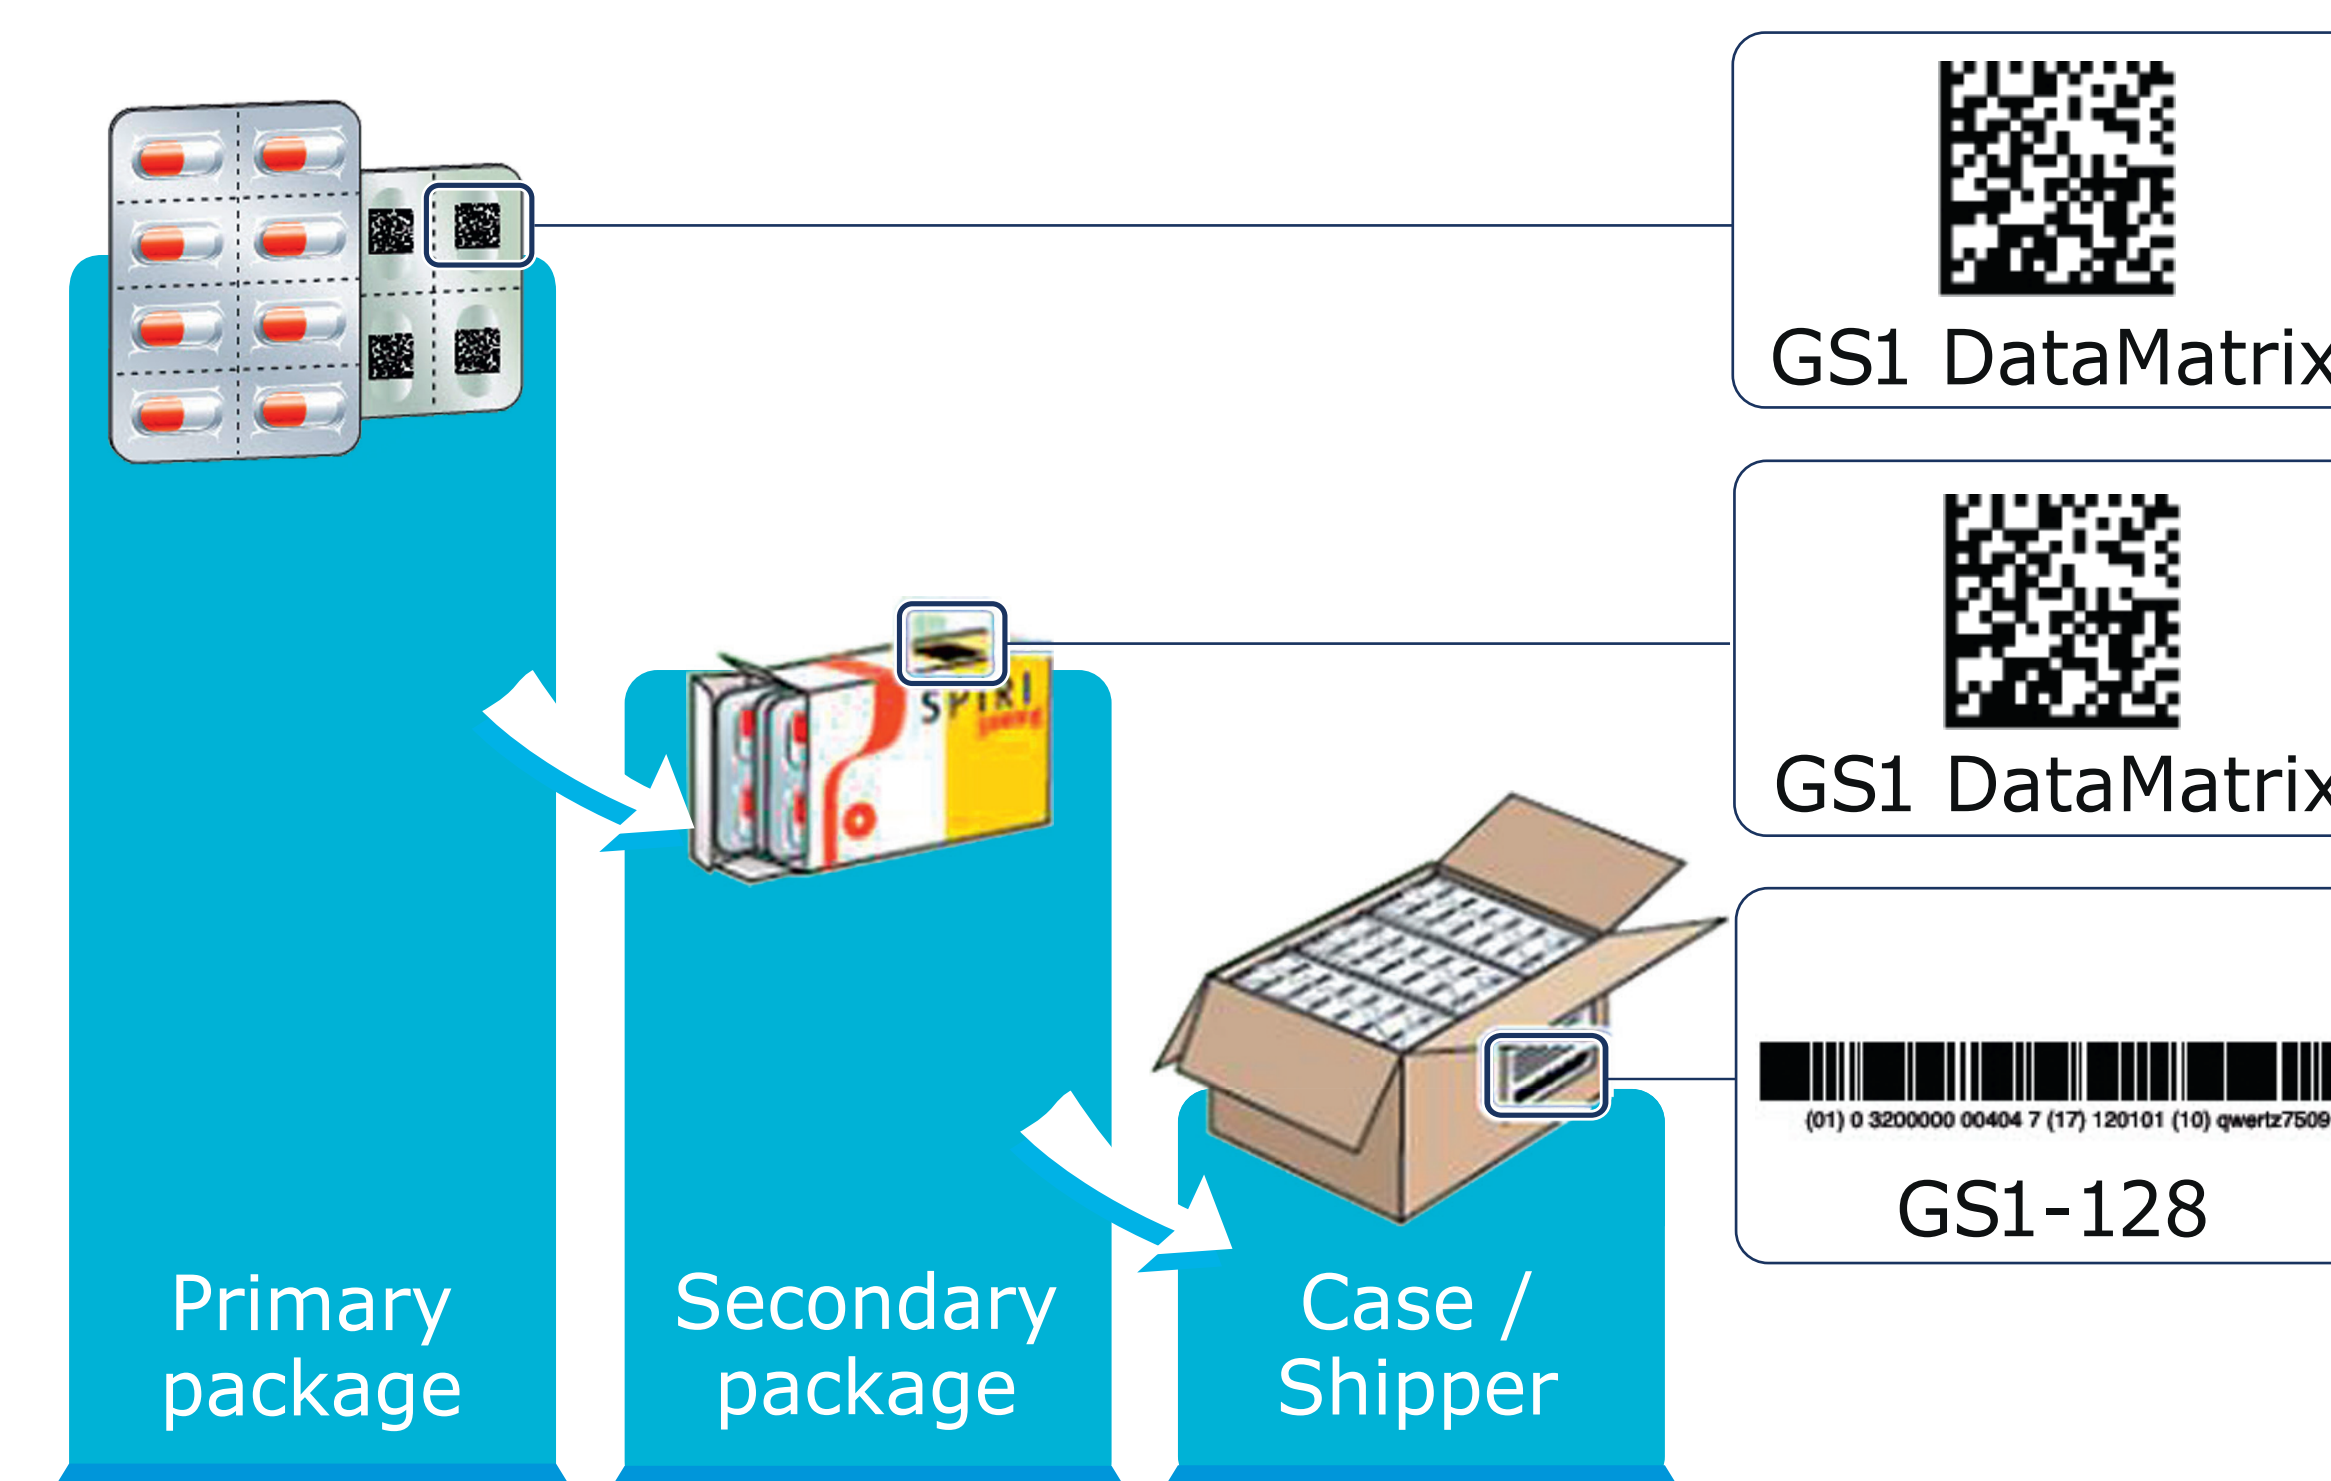 GS1 DataMatrix
SPIRI
GS1 DataMatrix
(01) 0 3200000 00404 7 (17) 120101 (10) qwertz7509
GS1-128
Primary
package
Secondary
package
Case /
Shipper